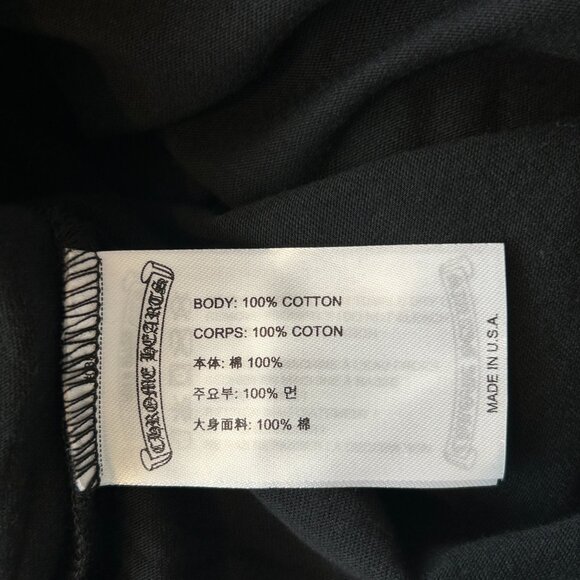 CHROME HEARTS
BODY: 100% COTTON
CORPS: 100% COTON
本体: 棉 100%
주요부: 100% 면
大身面料: 100% 棉
MADE IN U.S.A.